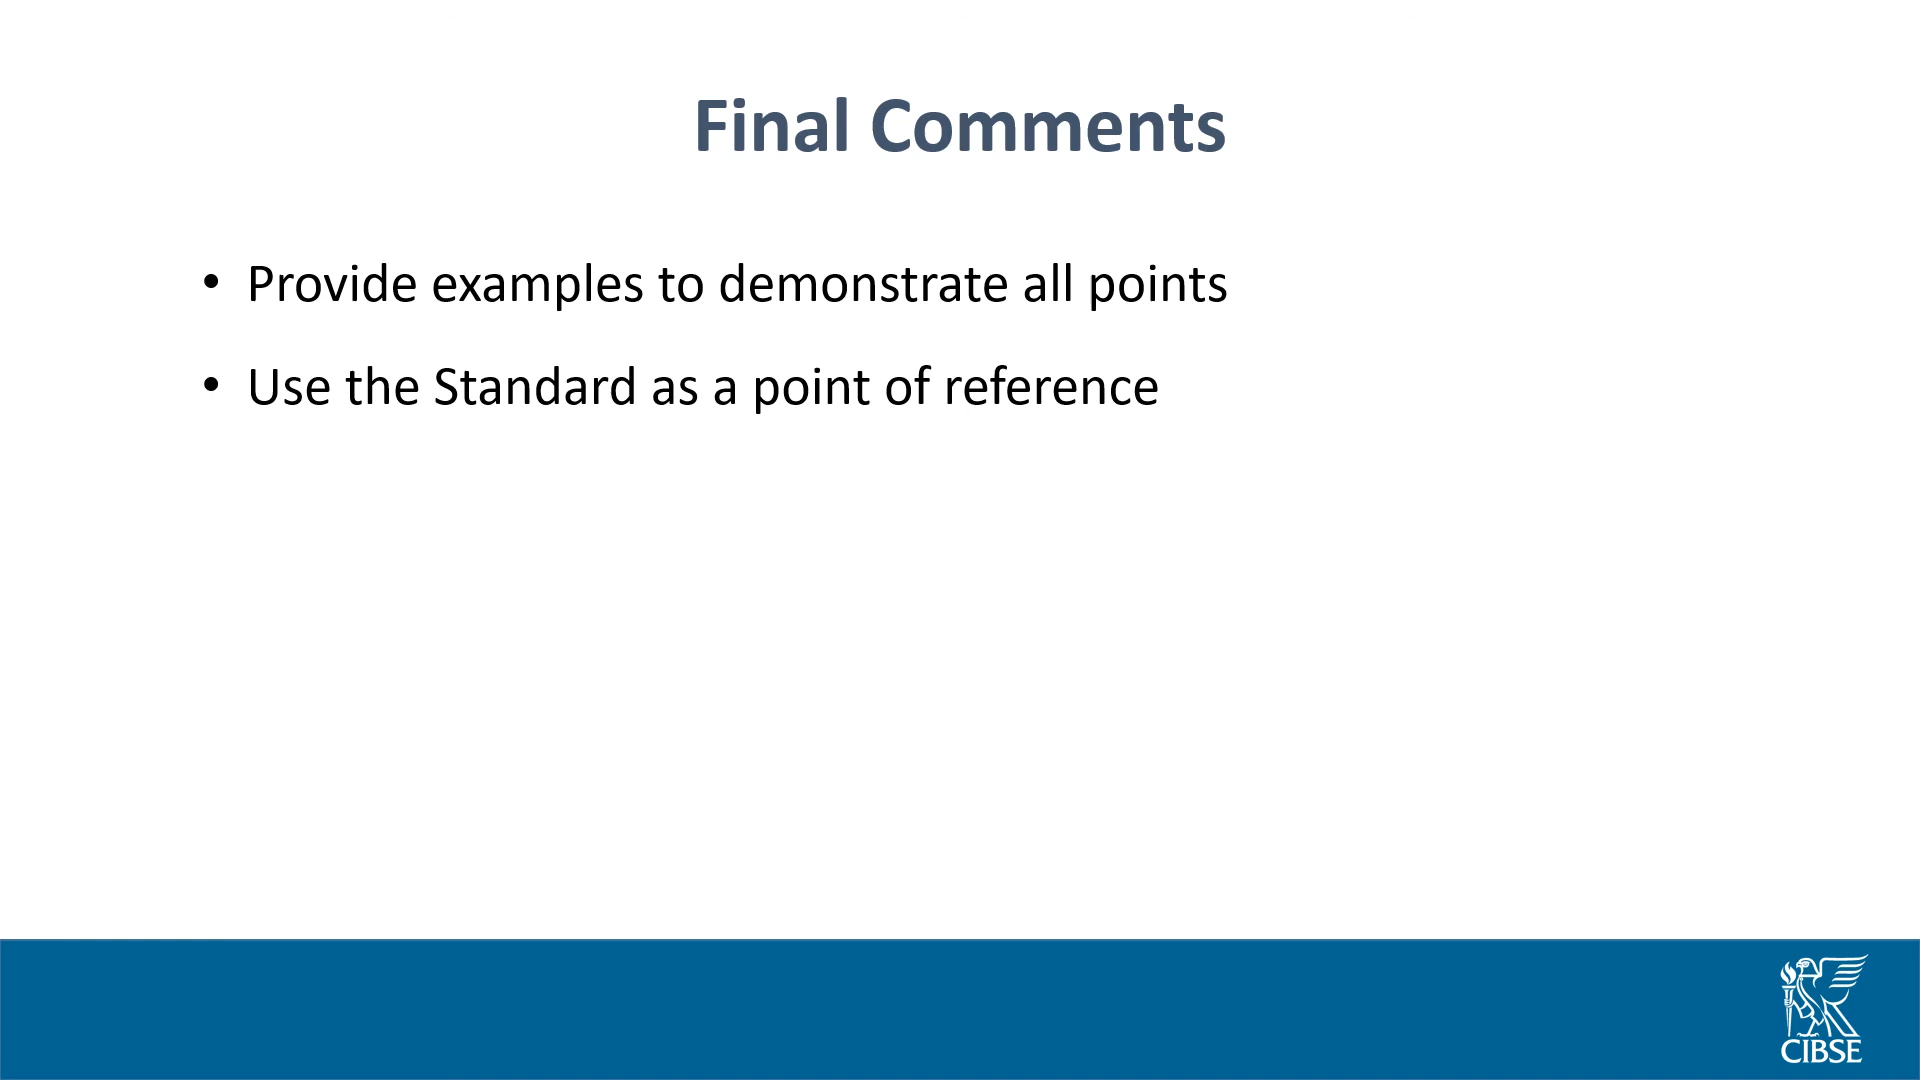 Final Comments
• Provide examples to demonstrate all points
• Use the Standard as a point of reference
CIBSE